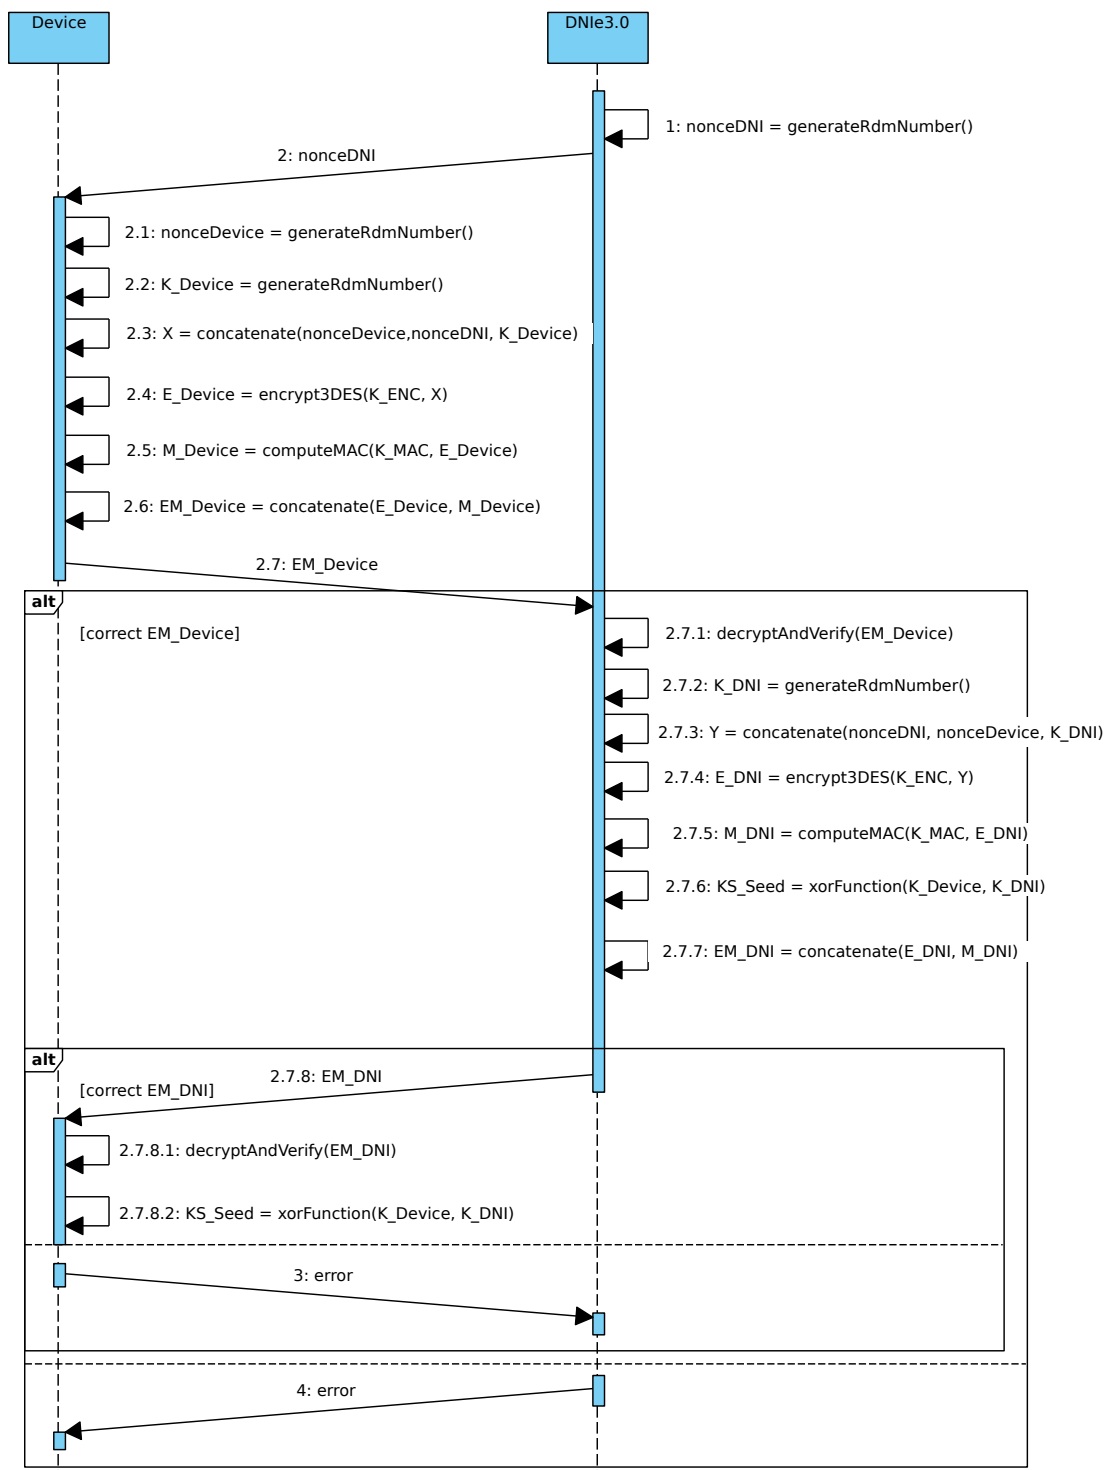 Device
DNIe3.0
1: nonceDNI = generateRdmNumber()
2: nonceDNI
2.1: nonceDevice = generateRdmNumber()
2.2: K_Device = generateRdmNumber()
2.3: X = concatenate(nonceDevice,nonceDNI, K_Device)
2.4: E_Device = encrypt3DES(K_ENC, X)
2.5: M_Device = computeMAC(K_MAC, E_Device)
2.6: EM_Device = concatenate(E_Device, M_Device)
2.7: EM_Device
alt
[correct EM_Device]
2.7.1: decryptAndVerify(EM_Device)
2.7.2: K_DNI = generateRdmNumber()
2.7.3: Y = concatenate(nonceDNI, nonceDevice, K_DNI)
2.7.4: E_DNI = encrypt3DES(K_ENC, Y)
2.7.5: M_DNI = computeMAC(K_MAC, E_DNI)
2.7.6: KS_Seed = xorFunction(K_Device, K_DNI)
2.7.7: EM_DNI = concatenate(E_DNI, M_DNI)
alt
2.7.8: EM_DNI
[correct EM_DNI]
2.7.8.1: decryptAndVerify(EM_DNI)
2.7.8.2: KS_Seed = xorFunction(K_Device, K_DNI)
3: error
4: error